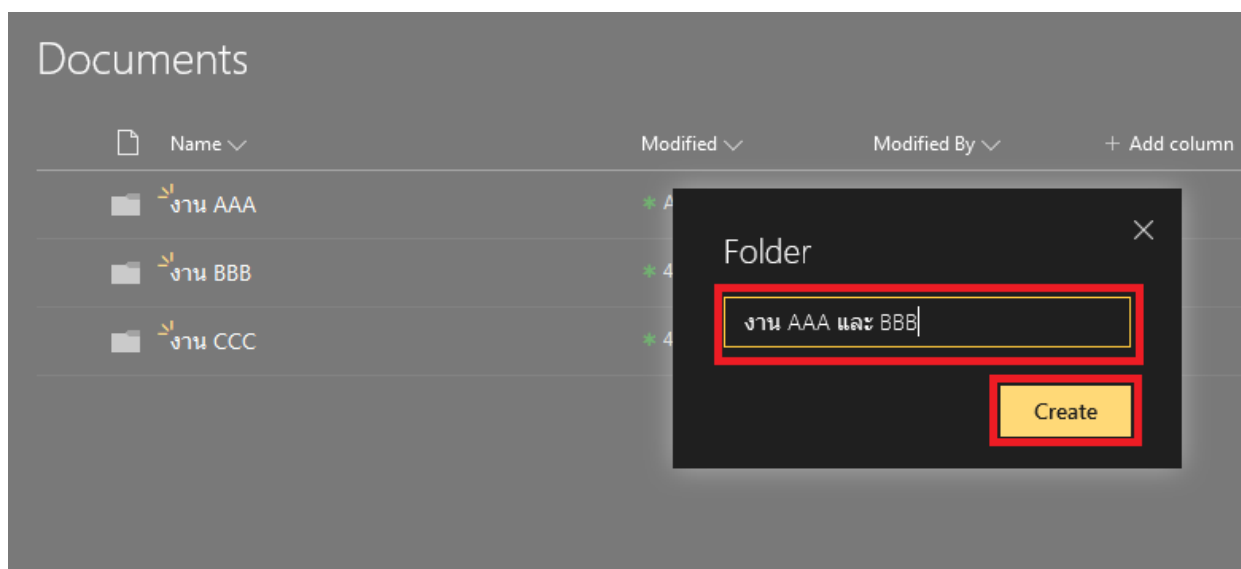 Documents
Name Modified Modified By + Add column
งาน AAA
งาน BBB
งาน CCC
Folder
งาน AAA และ BBB
Create